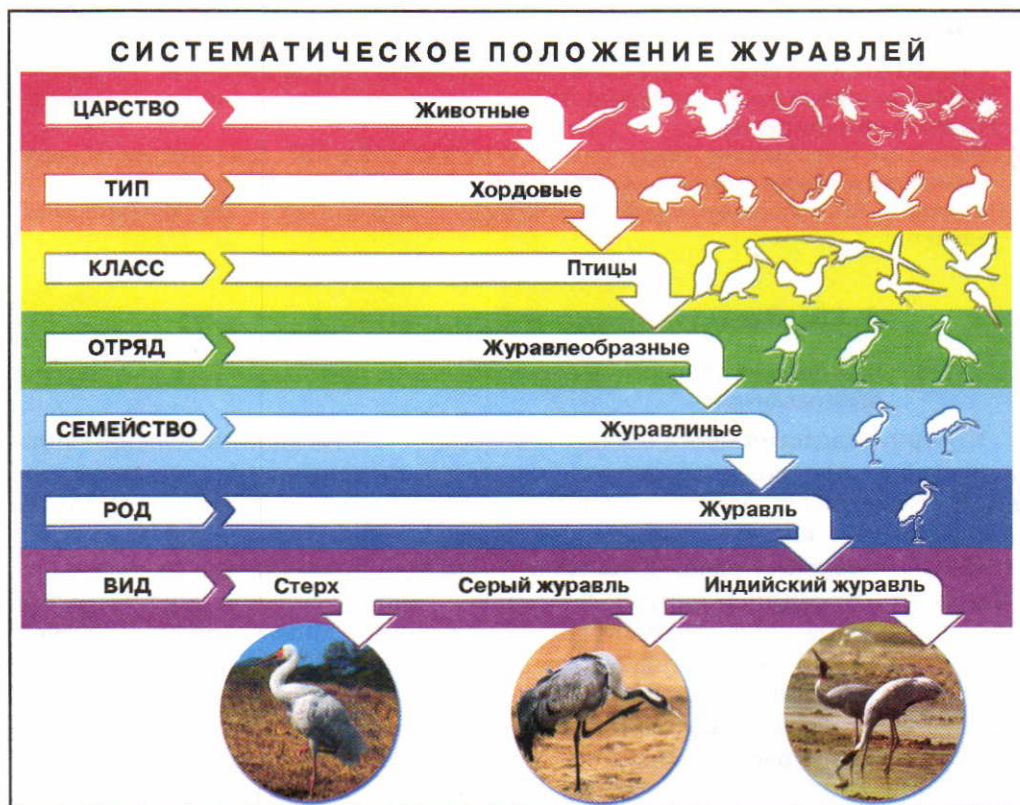 СИСТЕМАТИЧЕСКОЕ ПОЛОЖЕНИЕ ЖУРАВЛЕЙ
ЦАРСТВО Животные
ТИП Хордовые
КЛАСС Птицы
ОТРЯД Журавлеобразные
СЕМЕЙСТВО Журавлиные
РОД Журавль
ВИД Стерх Серый журавль Индийский журавль